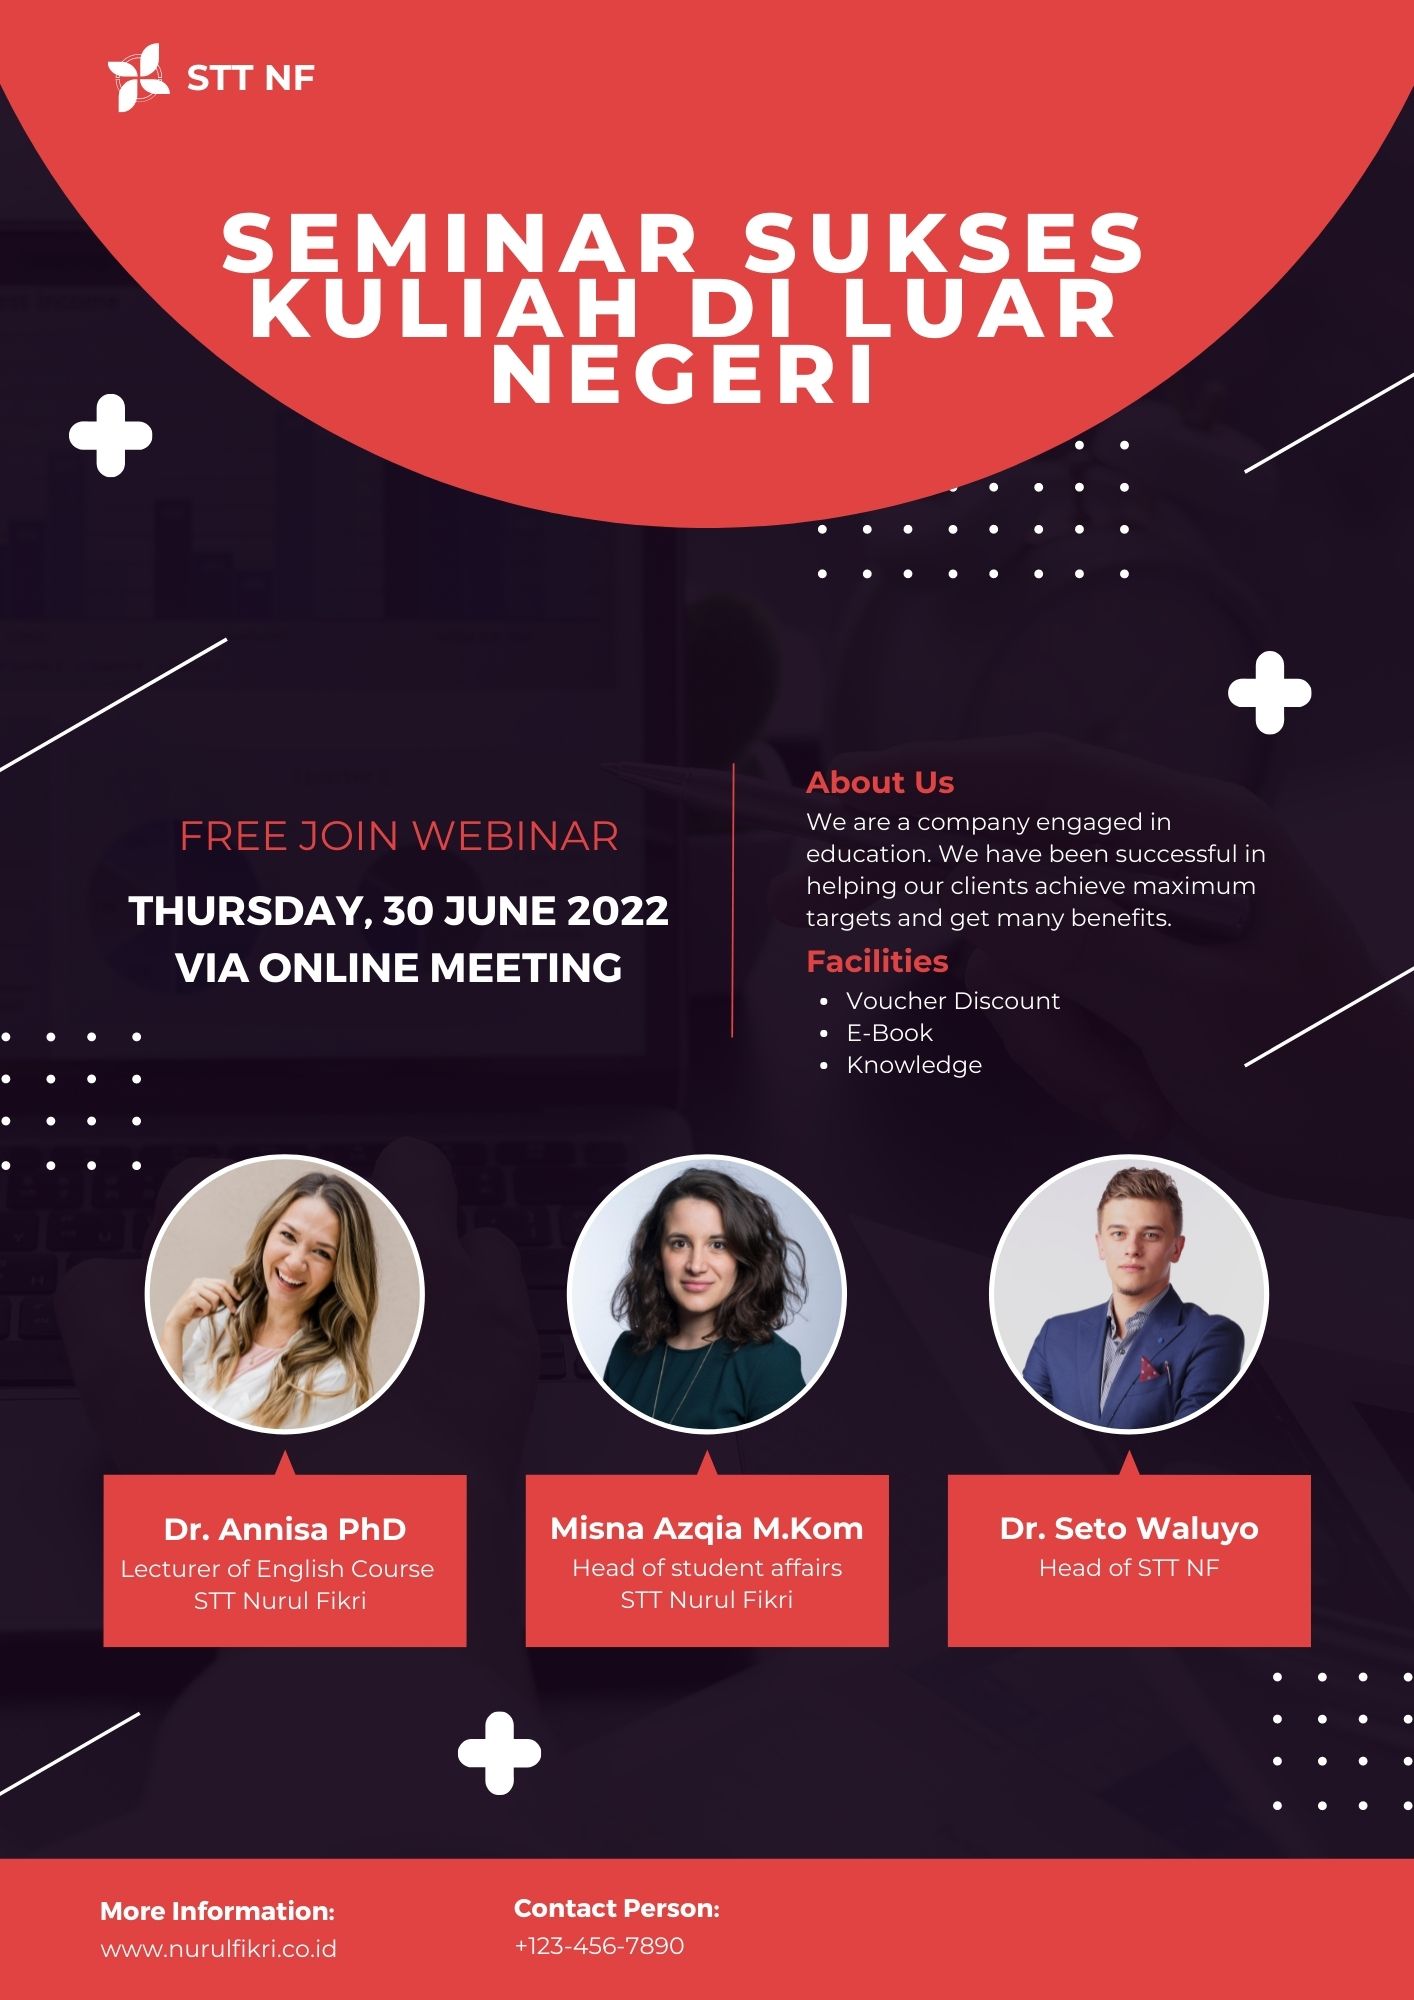 STT NF
SEMINAR SUKSES
KULIAH DI LUAR
NEGERI
FREE JOIN WEBINAR
THURSDAY, 30 JUNE 2022
VIA ONLINE MEETING
About Us
We are a company engaged in
education. We have been successful in
helping our clients achieve maximum
targets and get many benefits.
Facilities
• Voucher Discount
• E-Book
• Knowledge
Dr. Annisa PhD
Lecturer of English Course
STT Nurul Fikri
Misna Azqia M.Kom
Head of student affairs
STT Nurul Fikri
Dr. Seto Waluyo
Head of STT NF
More Information:
www.nurulfikri.co.id
Contact Person:
+123-456-7890